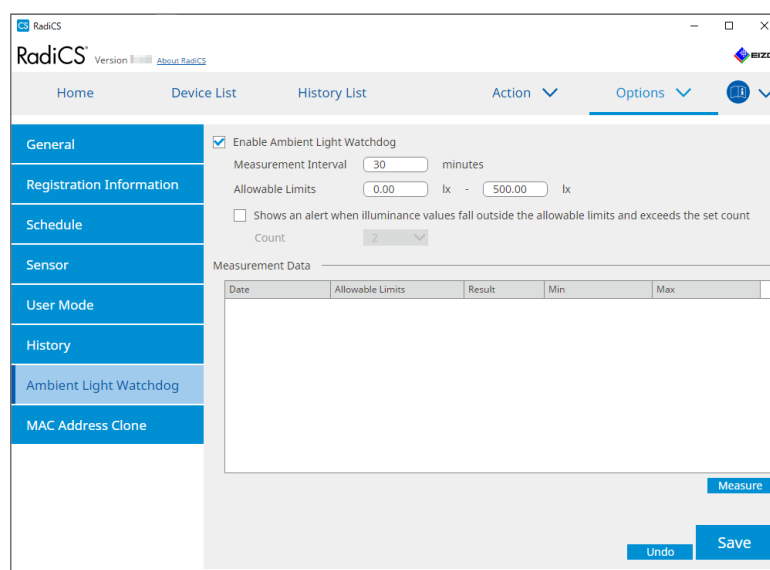 CS RadiCS
RadiCS Version About RadiCS
EIZO
Home Device List History List Action Options
General
Registration Information
Schedule
Sensor
User Mode
History
Ambient Light Watchdog
MAC Address Clone
Enable Ambient Light Watchdog
Measurement Interval 30 minutes
Allowable Limits 0.00 lx - 500.00 lx
Shows an alert when illuminance values fall outside the allowable limits and exceeds the set count
Count 2
Measurement Data
Date Allowable Limits Result Min Max
Measure
Undo Save